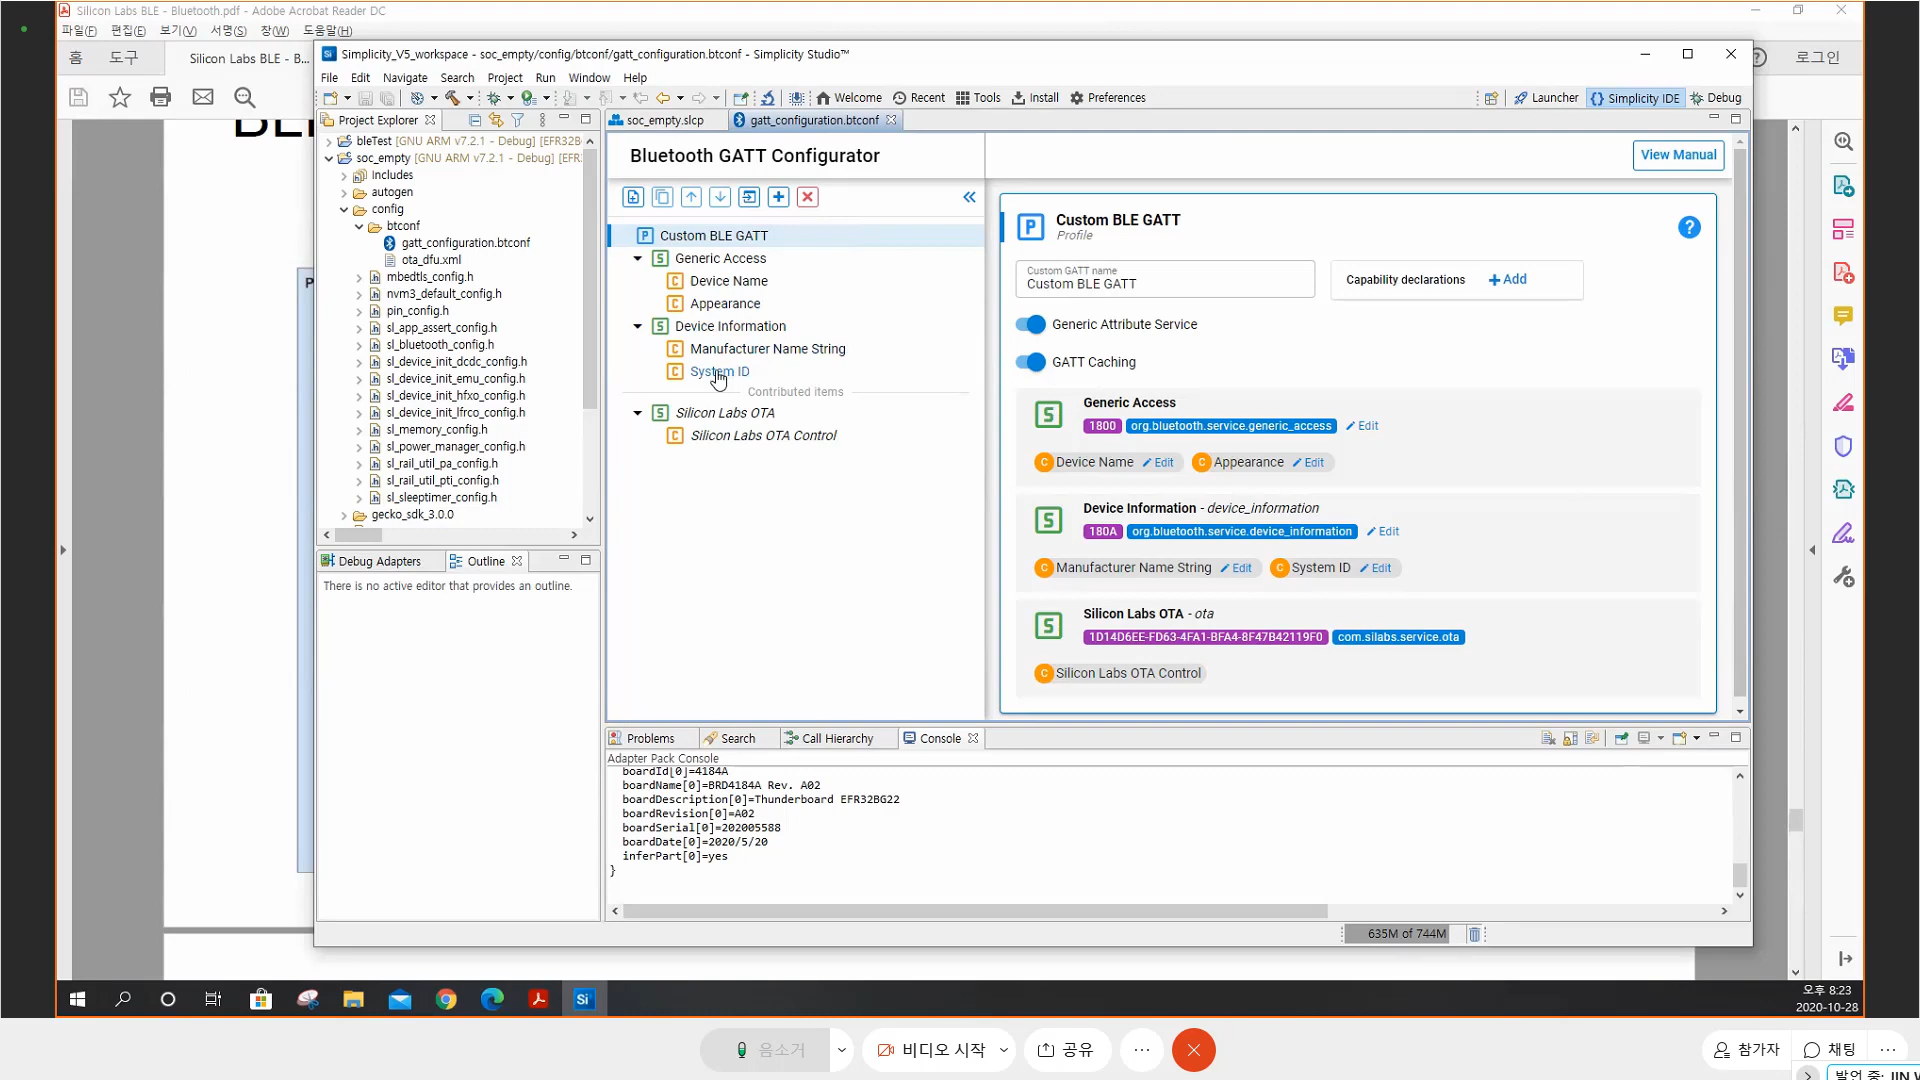 Silicon Labs BLE - Bluetooth.pdf - Adobe Acrobat Reader DC
파일(F) 편집(E) 보기(V) 서명(S) 창(W) 도움말(H)
홈 도구 Silicon Labs BLE - B... 로그인
Simplicity_V5_workspace - soc_empty/config/btconf/gatt_configuration.btconf - Simplicity Studio™
File Edit Navigate Search Project Run Window Help
Welcome Recent Tools Install Preferences Launcher Simplicity IDE Debug
Project Explorer
bleTest [GNU ARM v7.2.1 - Debug] [EFR32B
soc_empty [GNU ARM v7.2.1 - Debug] [EFR
Includes
autogen
config
btconf
gatt_configuration.btconf
ota_dfu.xml
mbedtls_config.h
nvm3_default_config.h
pin_config.h
sl_app_assert_config.h
sl_bluetooth_config.h
sl_device_init_dcdc_config.h
sl_device_init_emu_config.h
sl_device_init_hfxo_config.h
sl_device_init_lfrco_config.h
sl_memory_config.h
sl_power_manager_config.h
sl_rail_util_pa_config.h
sl_rail_util_pti_config.h
sl_sleeptimer_config.h
gecko_sdk_3.0.0
Debug Adapters Outline
There is no active editor that provides an outline.
soc_empty.slcp gatt_configuration.btconf
Bluetooth GATT Configurator
View Manual
P Custom BLE GATT
S Generic Access
C Device Name
C Appearance
S Device Information
C Manufacturer Name String
C System ID
Contributed items
S Silicon Labs OTA
C Silicon Labs OTA Control
P Custom BLE GATT
Profile
?
Custom GATT name
Custom BLE GATT
Capability declarations Add
Generic Attribute Service
GATT Caching
S Generic Access
1800 org.bluetooth.service.generic_access Edit
C Device Name Edit C Appearance Edit
S Device Information - device_information
180A org.bluetooth.service.device_information Edit
C Manufacturer Name String Edit C System ID Edit
S Silicon Labs OTA - ota
1D14D6EE-FD63-4FA1-BFA4-8F47B42119F0 com.silabs.service.ota
C Silicon Labs OTA Control
Problems Search Call Hierarchy Console
Adapter Pack Console
boardId[0]=4184A
boardName[0]=BRD4184A Rev. A02
boardDescription[0]=Thunderboard EFR32BG22
boardRevision[0]=A02
boardSerial[0]=202005588
boardDate[0]=2020/5/20
inferPart[0]=yes
}
635M of 744M
오후 8:23
2020-10-28
음소거 비디오 시작 공유 참가자 채팅